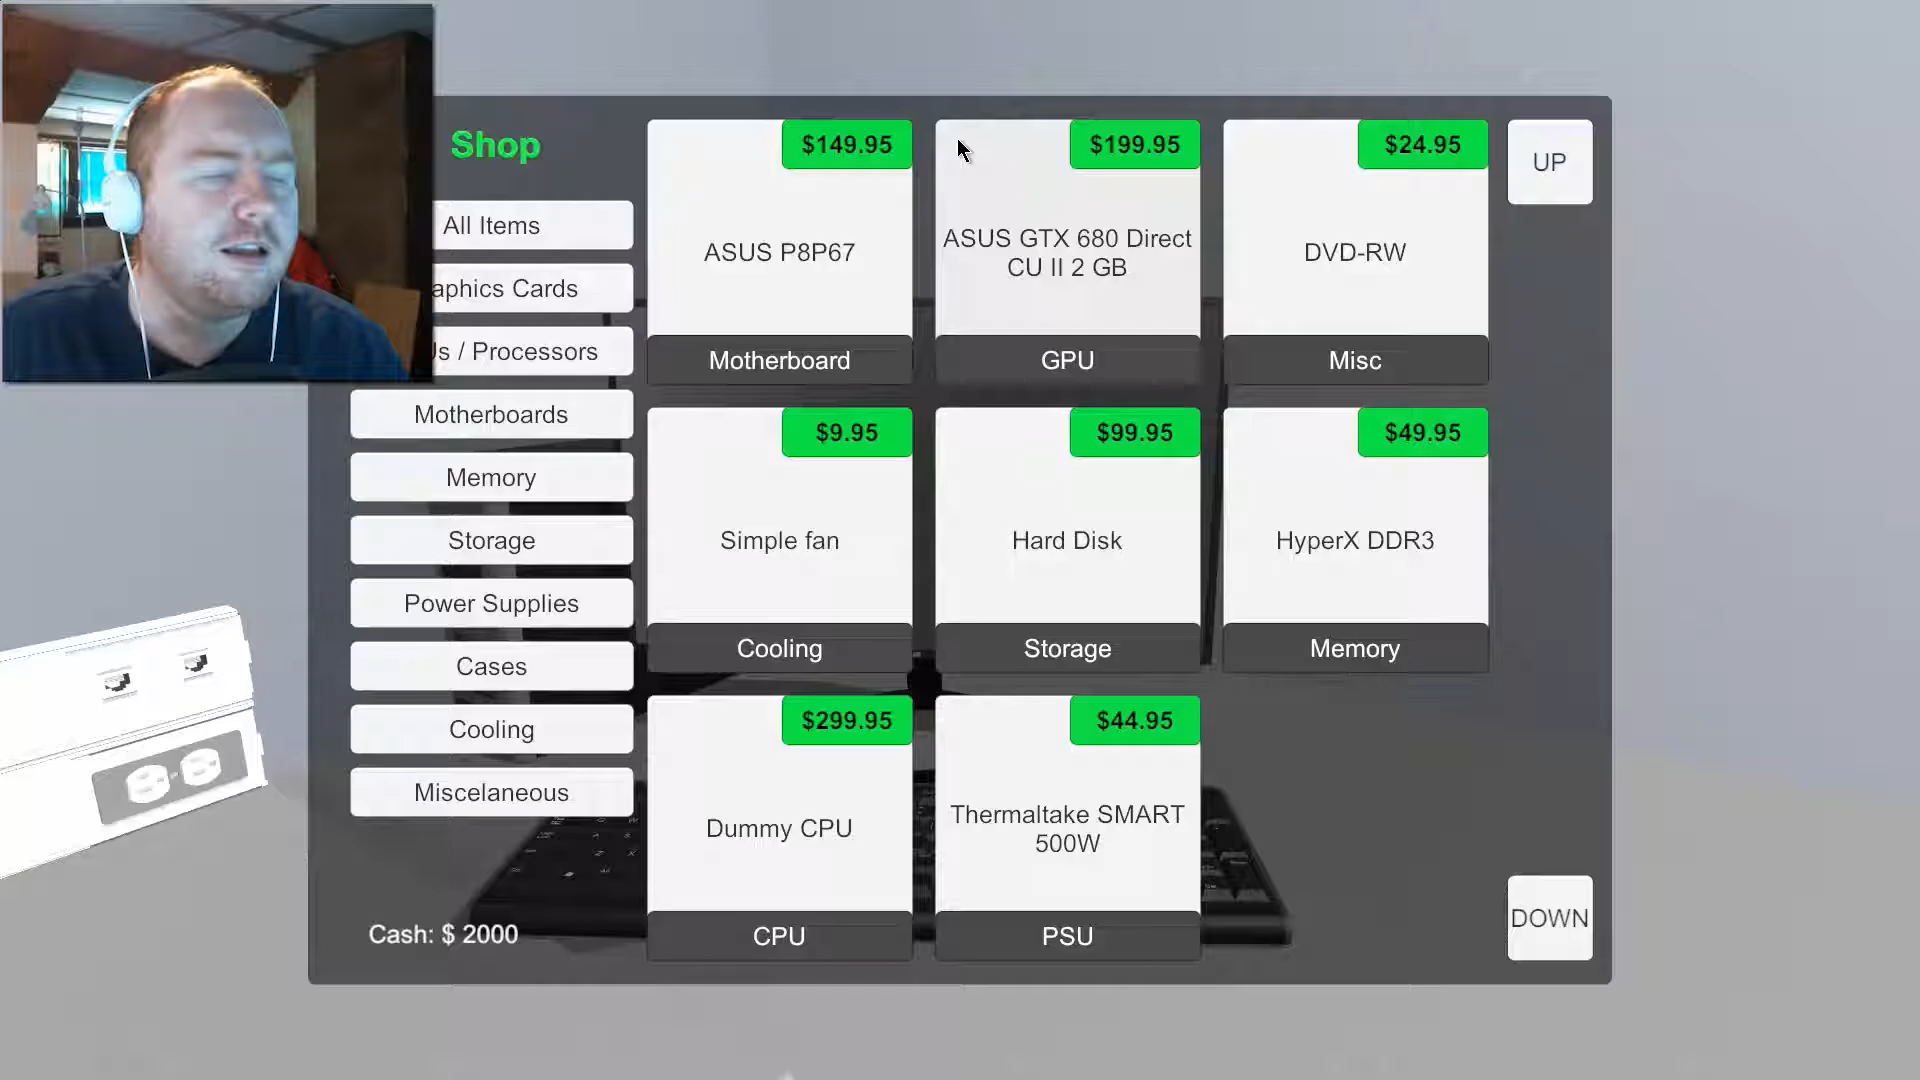 Shop
All Items
aphics Cards
Us / Processors
Motherboards
Memory
Storage
Power Supplies
Cases
Cooling
Miscelaneous
Cash: $ 2000
$149.95
ASUS P8P67
Motherboard
$199.95
ASUS GTX 680 Direct
CU II 2 GB
GPU
$24.95
DVD-RW
Misc
$9.95
Simple fan
Cooling
$99.95
Hard Disk
Storage
$49.95
HyperX DDR3
Memory
$299.95
Dummy CPU
CPU
$44.95
Thermaltake SMART
500W
PSU
UP
DOWN